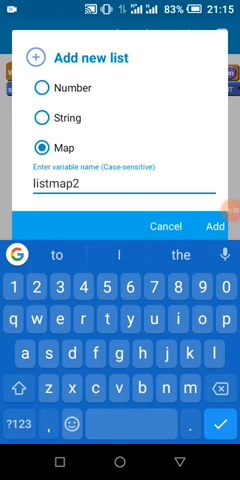 83% 21:15
Add new list
Number
String
Map
Enter variable name (Case-sensitive)
listmap2
Cancel Add
to I the
1 2 3 4 5 6 7 8 9 0
q w e r t y u i o p
a s d f g h j k l
z x c v b n m
?123 , .